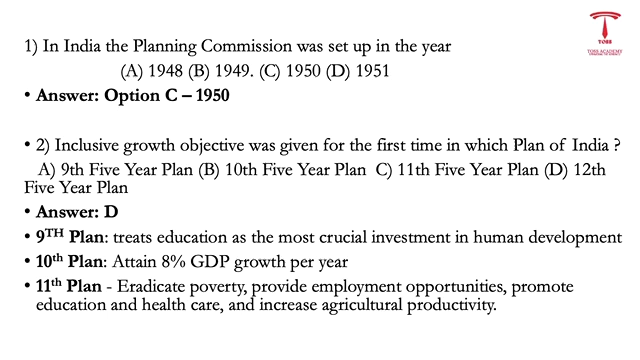 TOSS
TOSS ACADEMY
1) In India the Planning Commission was set up in the year
(A) 1948 (B) 1949. (C) 1950 (D) 1951
• Answer: Option C – 1950
• 2) Inclusive growth objective was given for the first time in which Plan of India ?
A) 9th Five Year Plan (B) 10th Five Year Plan C) 11th Five Year Plan (D) 12th
Five Year Plan
• Answer: D
• 9TH Plan: treats education as the most crucial investment in human development
• 10th Plan: Attain 8% GDP growth per year
• 11th Plan - Eradicate poverty, provide employment opportunities, promote
education and health care, and increase agricultural productivity.